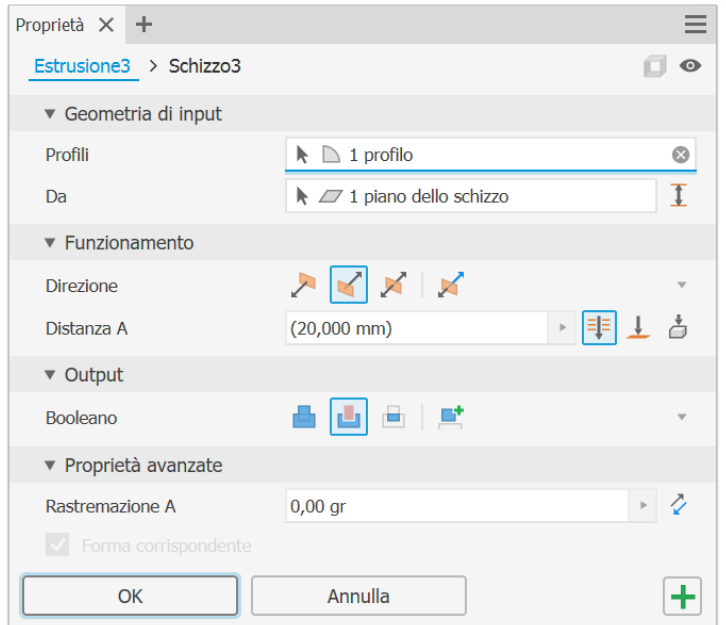 Proprietà
Estrusione3 > Schizzo3
Geometria di input
Profili 1 profilo
Da 1 piano dello schizzo
Funzionamento
Direzione
Distanza A (20,000 mm)
Output
Booleano
Proprietà avanzate
Rastremazione A 0,00 gr
Forma corrispondente
OK Annulla